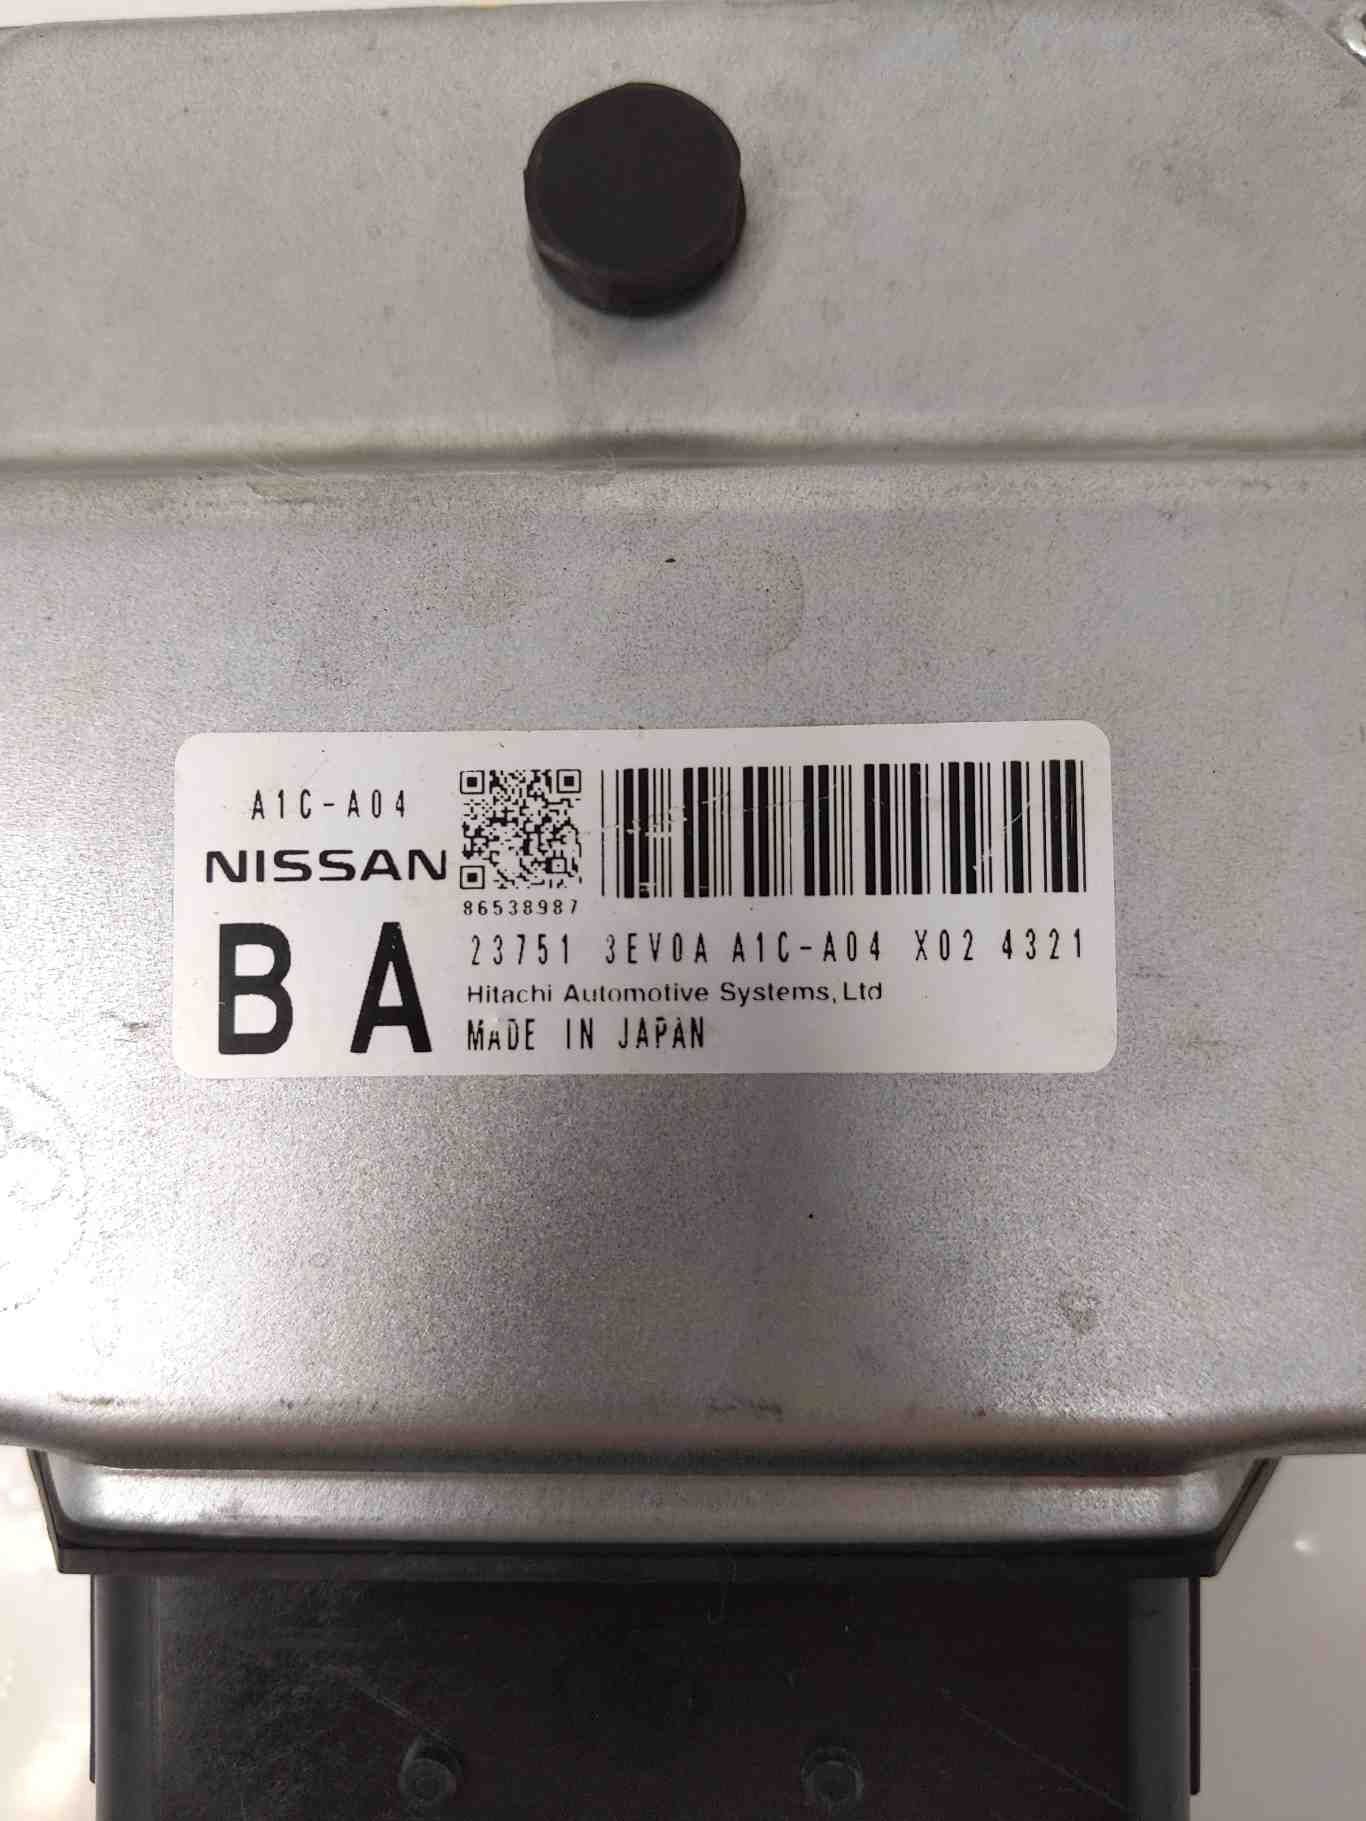 A1C-A04
NISSAN
B A
86538987
23751 3EV0A A1C-A04 X02 4321
Hitachi Automotive Systems, Ltd
MADE IN JAPAN